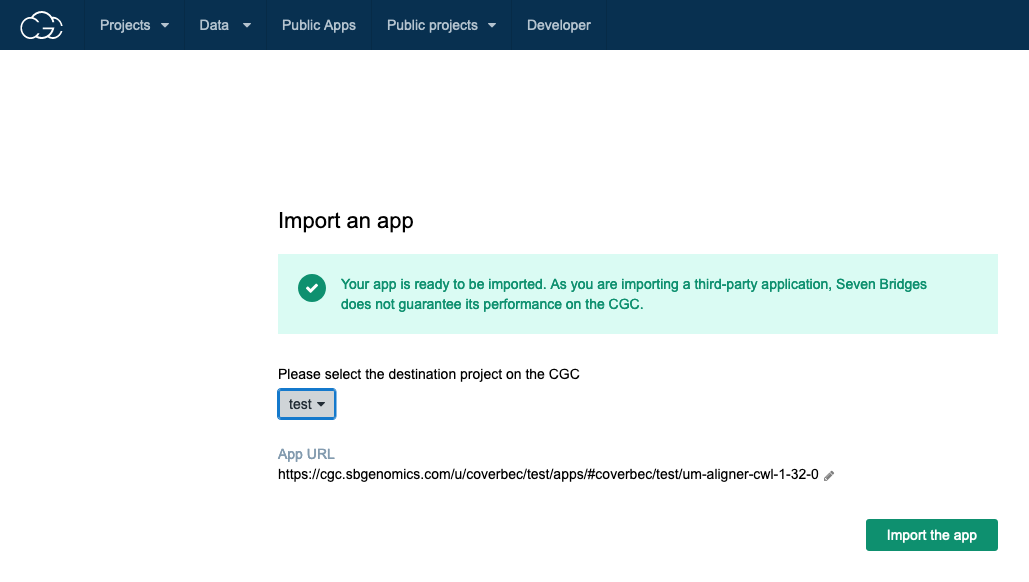 Projects
Data
Public Apps
Public projects
Developer
Import an app
Your app is ready to be imported. As you are importing a third-party application, Seven Bridges
does not guarantee its performance on the CGC.
Please select the destination project on the CGC
test
App URL
https://cgc.sbgenomics.com/u/coverbec/test/apps/#coverbec/test/um-aligner-cwl-1-32-0
Import the app